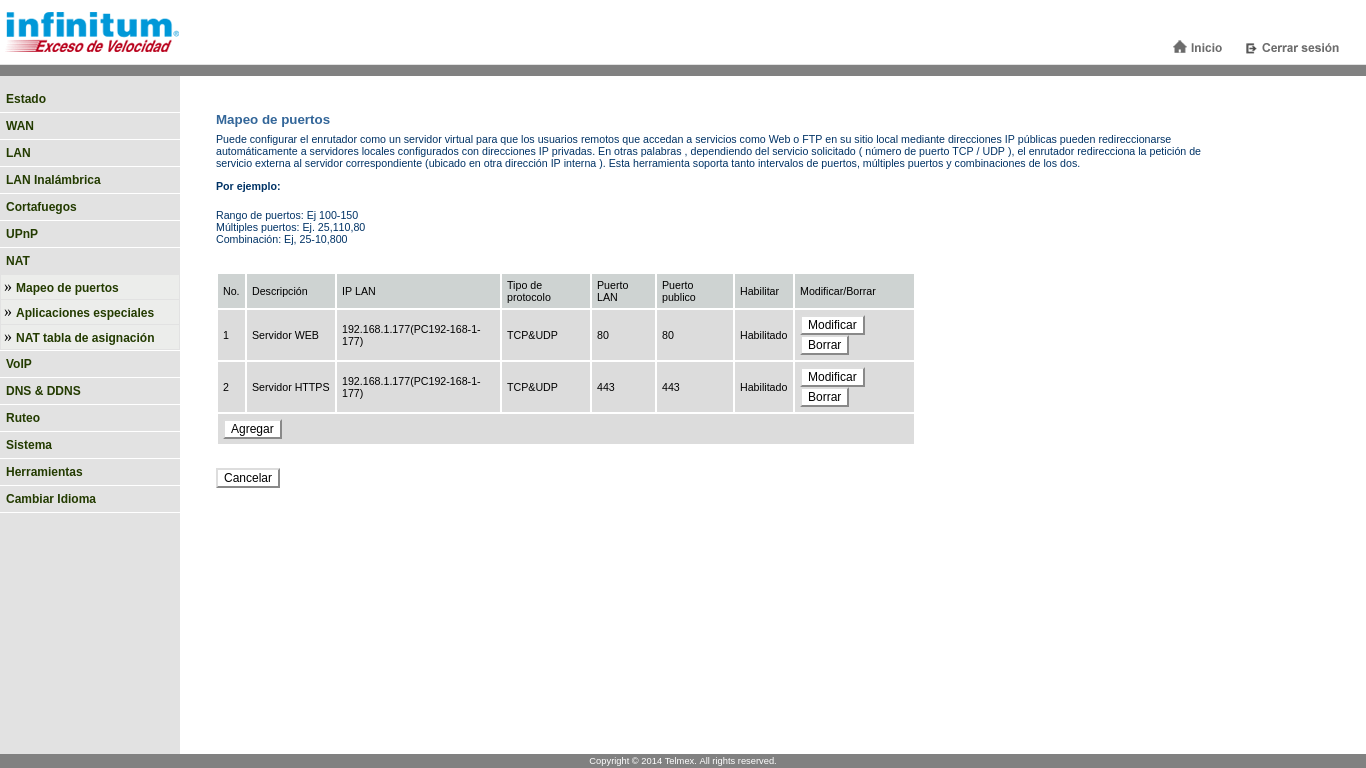 infinitum®
Exceso de Velocidad
Inicio
Cerrar sesión
Estado
WAN
LAN
LAN Inalámbrica
Cortafuegos
UPnP
NAT
» Mapeo de puertos
» Aplicaciones especiales
» NAT tabla de asignación
VoIP
DNS & DDNS
Ruteo
Sistema
Herramientas
Cambiar Idioma
Mapeo de puertos
Puede configurar el enrutador como un servidor virtual para que los usuarios remotos que accedan a servicios como Web o FTP en su sitio local mediante direcciones IP públicas pueden redireccionarse
automáticamente a servidores locales configurados con direcciones IP privadas. En otras palabras , dependiendo del servicio solicitado ( número de puerto TCP / UDP ), el enrutador redirecciona la petición de
servicio externa al servidor correspondiente (ubicado en otra dirección IP interna ). Esta herramienta soporta tanto intervalos de puertos, múltiples puertos y combinaciones de los dos.
Por ejemplo:
Rango de puertos: Ej 100-150
Múltiples puertos: Ej. 25,110,80
Combinación: Ej, 25-10,800
No. Descripción IP LAN Tipo de protocolo Puerto LAN Puerto publico Habilitar Modificar/Borrar
1 Servidor WEB 192.168.1.177(PC192-168-1-177) TCP&UDP 80 80 Habilitado Modificar Borrar
2 Servidor HTTPS 192.168.1.177(PC192-168-1-177) TCP&UDP 443 443 Habilitado Modificar Borrar
Agregar
Cancelar
Copyright © 2014 Telmex. All rights reserved.